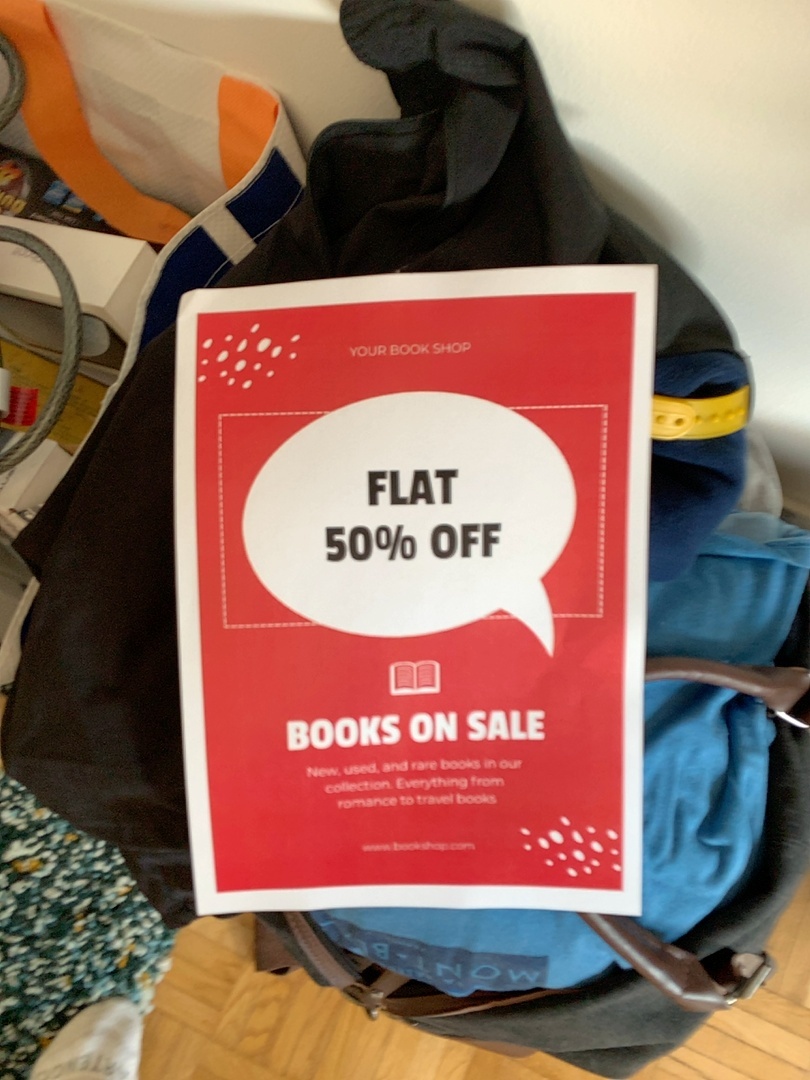 YOUR BOOK SHOP
FLAT
50% OFF
BOOKS ON SALE
New, used, and rare books in our
collection. Everything from
romance to travel books
www.bookshop.com